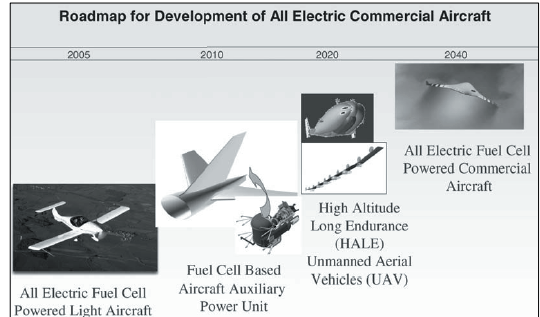 Roadmap for Development of All Electric Commercial Aircraft
2005 2010 2020 2040
All Electric Fuel Cell
Powered Light Aircraft
Fuel Cell Based
Aircraft Auxiliary
Power Unit
High Altitude
Long Endurance
(HALE)
Unmanned Aerial
Vehicles (UAV)
All Electric Fuel Cell
Powered Commercial
Aircraft